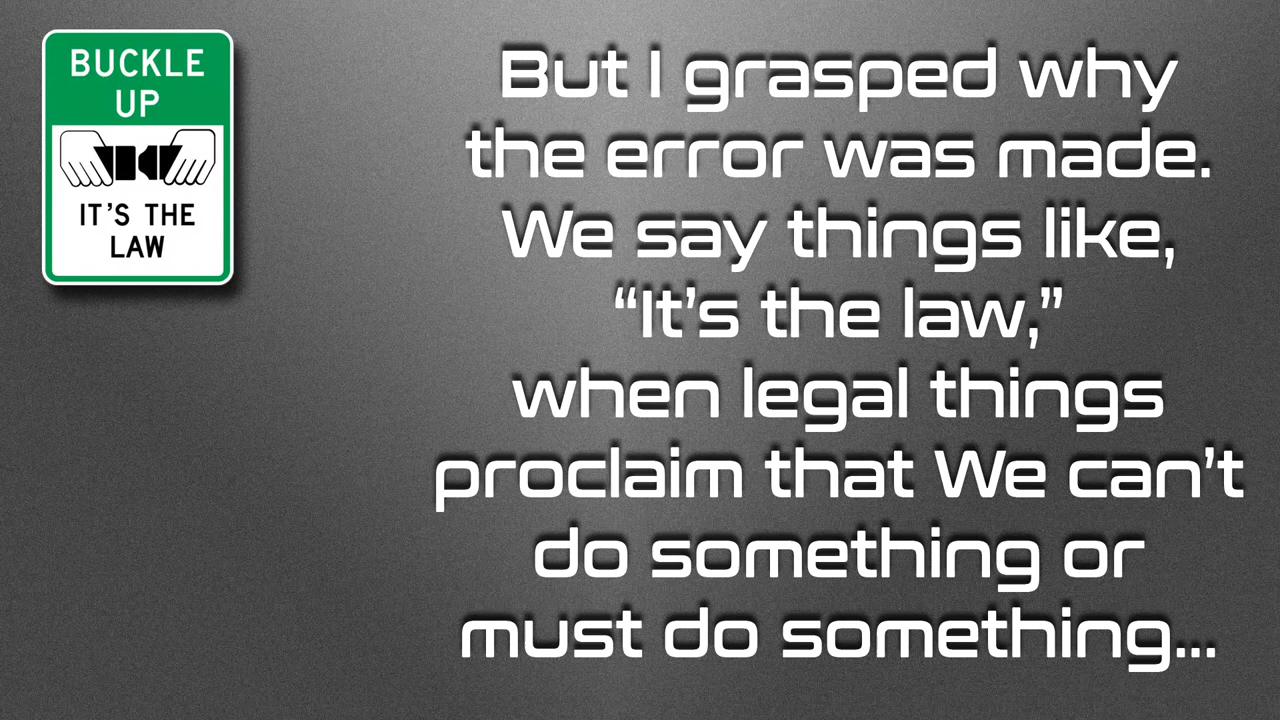 BUCKLE
UP
IT'S THE
LAW
But I grasped why
the error was made.
We say things like,
“It’s the law,”
when legal things
proclaim that We can’t
do something or
must do something...